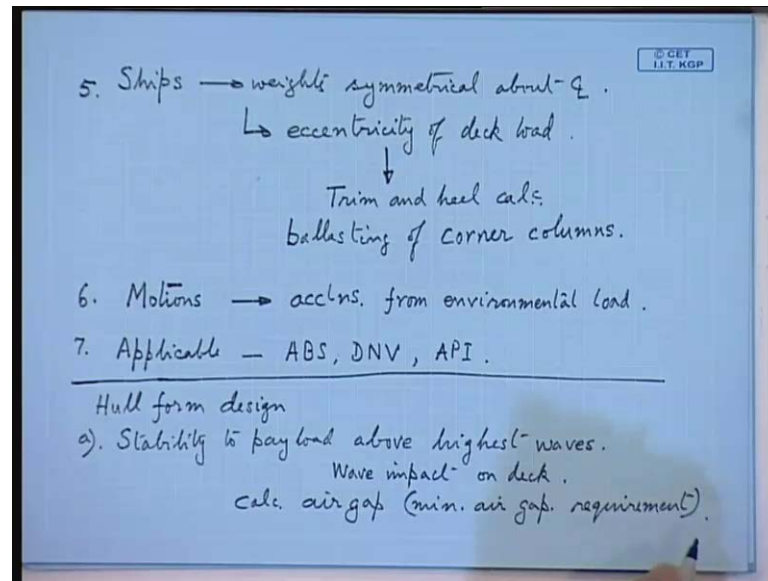 © CET
I.I.T. KGP
5. Ships → weights symmetrical about ℄.
↳ eccentricity of deck load.
↓
Trim and heel calc.
ballasting of corner columns.
6. Motions → acclns. from environmental load.
7. Applicable — ABS, DNV, API.
Hull form design
a). Stability to payload above highest waves.
Wave impact on deck.
calc. air gap (min. air gap. requirement).